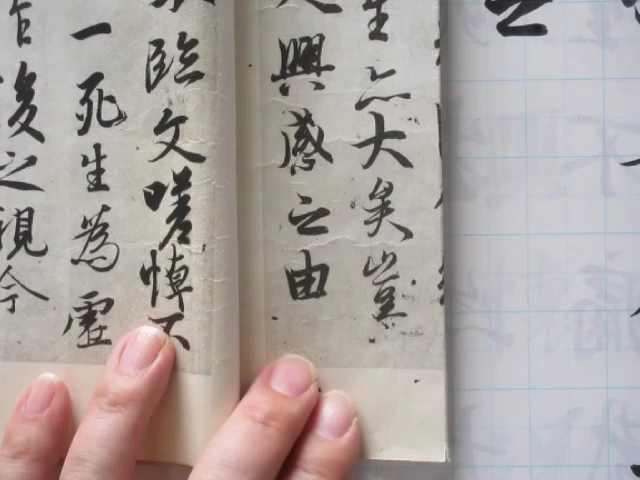 生亦大矣豈
興感之由
臨文嗟悼不
一死生為虛
後之視今
之